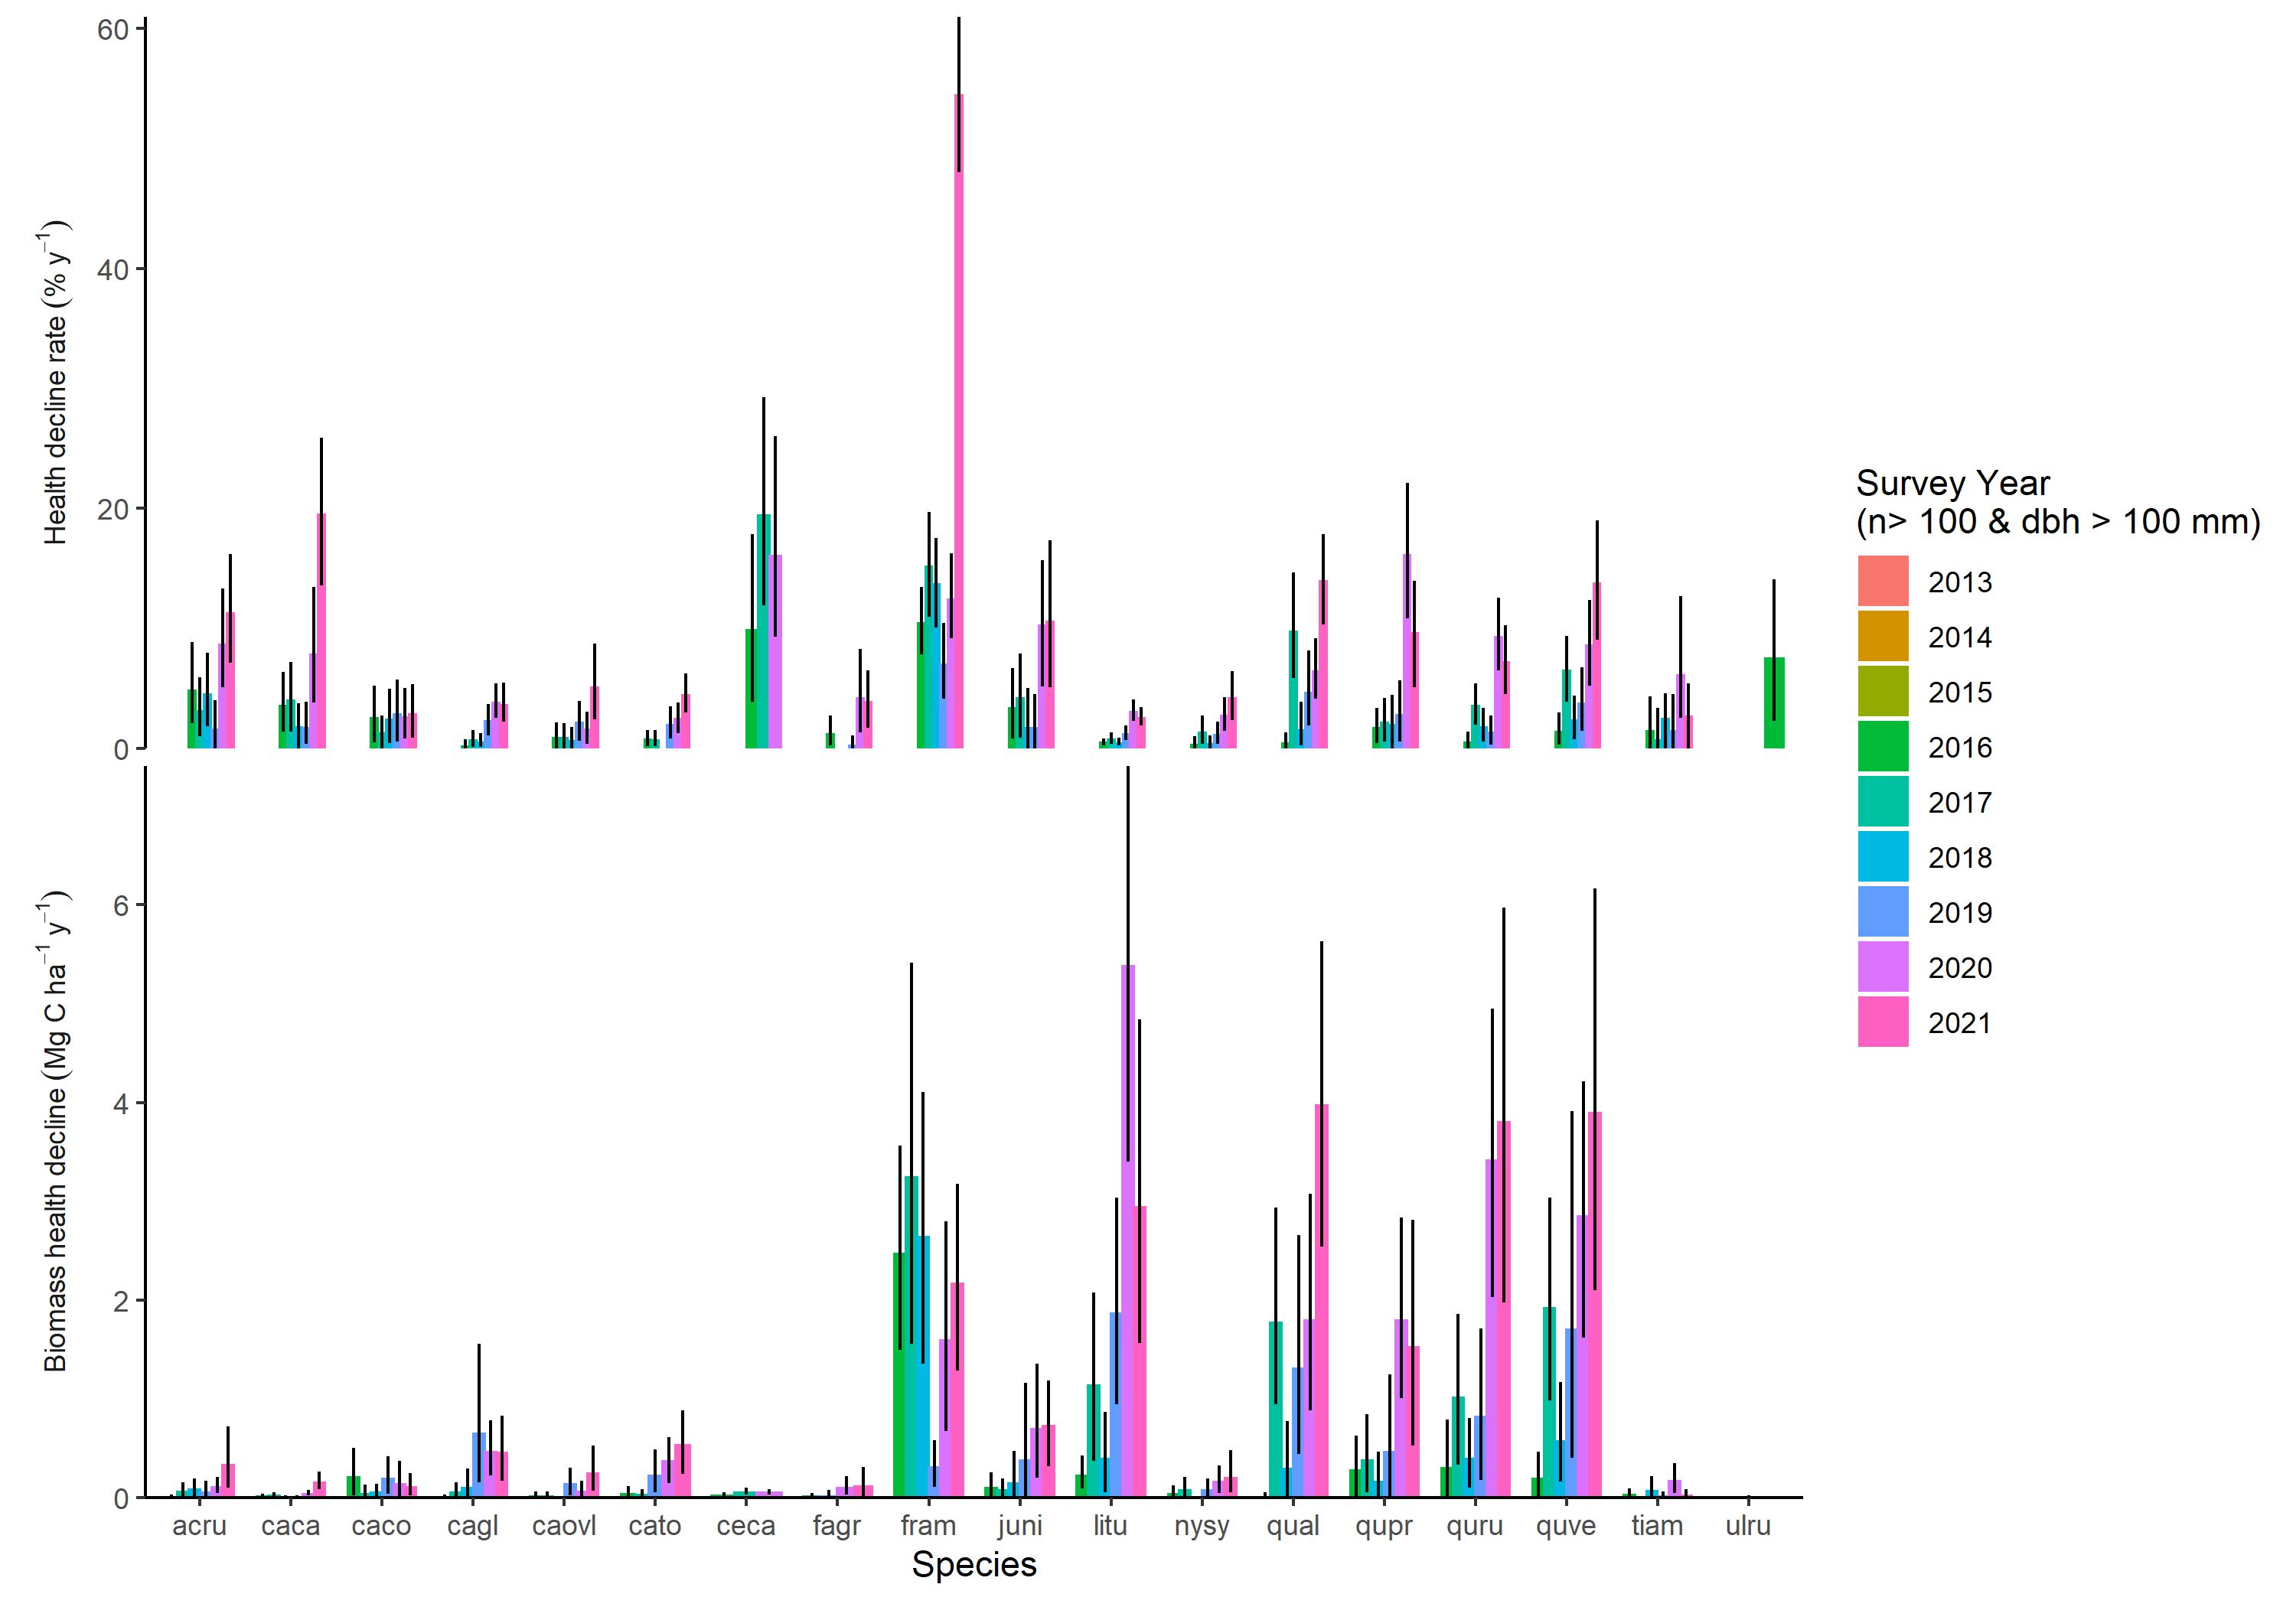 60
40
20
0
Health decline rate (% y⁻¹)
6
4
2
0
Biomass health decline (Mg C ha⁻¹ y⁻¹)
acru caca caco cagl caovl cato ceca fagr fram juni litu nysy qual qupr quru quve tiam ulru
Species
Survey Year
(n> 100 & dbh > 100 mm)
2013
2014
2015
2016
2017
2018
2019
2020
2021